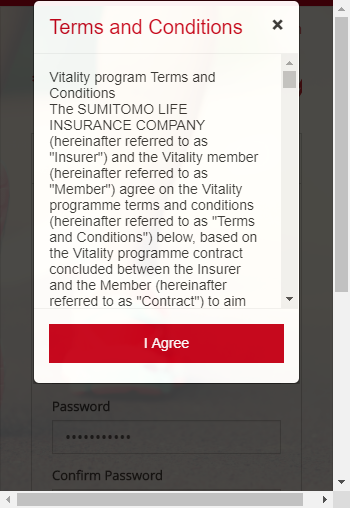 Terms and Conditions ×
Vitality program Terms and
Conditions
The SUMITOMO LIFE
INSURANCE COMPANY
(hereinafter referred to as
"Insurer") and the Vitality member
(hereinafter referred to as
"Member") agree on the Vitality
programme terms and conditions
(hereinafter referred to as "Terms
and Conditions") below, based on
the Vitality programme contract
concluded between the Insurer
and the Member (hereinafter
referred to as "Contract") to aim
I Agree
Password
•••••••••••
Confirm Password